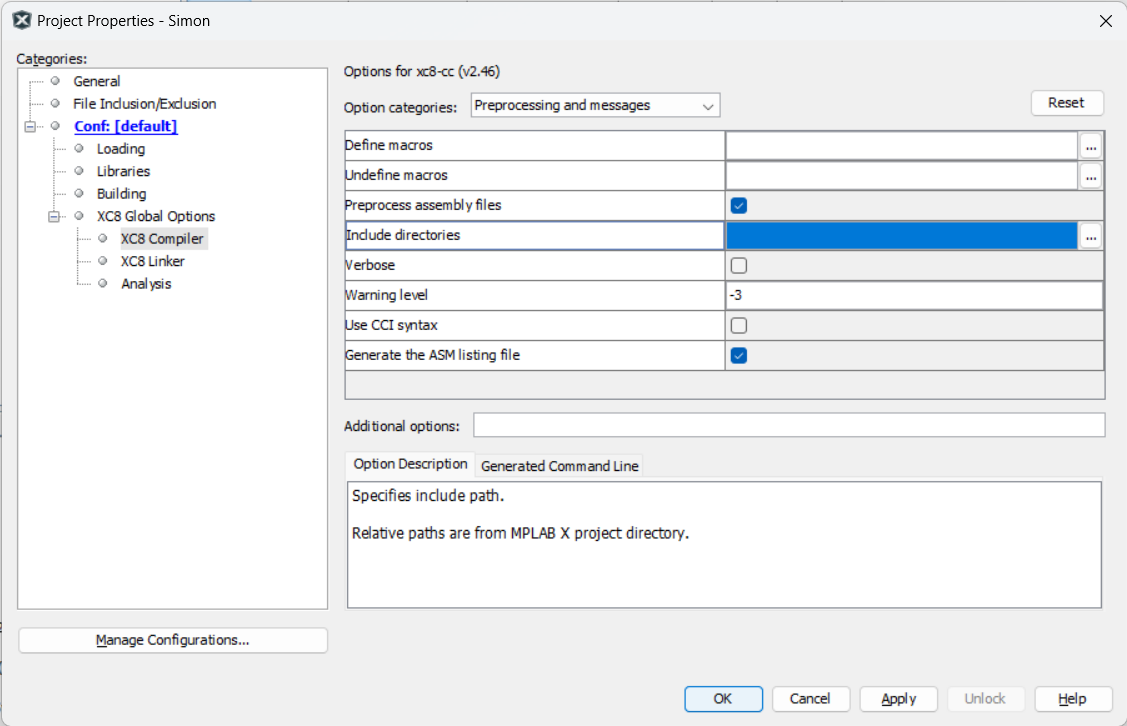 Project Properties - Simon
Categories:
General
File Inclusion/Exclusion
Conf: [default]
Loading
Libraries
Building
XC8 Global Options
XC8 Compiler
XC8 Linker
Analysis
Manage Configurations...
Options for xc8-cc (v2.46)
Option categories: Preprocessing and messages Reset
Define macros ...
Undefine macros ...
Preprocess assembly files
Include directories ...
Verbose
Warning level -3
Use CCI syntax
Generate the ASM listing file
Additional options:
Option Description Generated Command Line
Specifies include path.
Relative paths are from MPLAB X project directory.
OK Cancel Apply Unlock Help